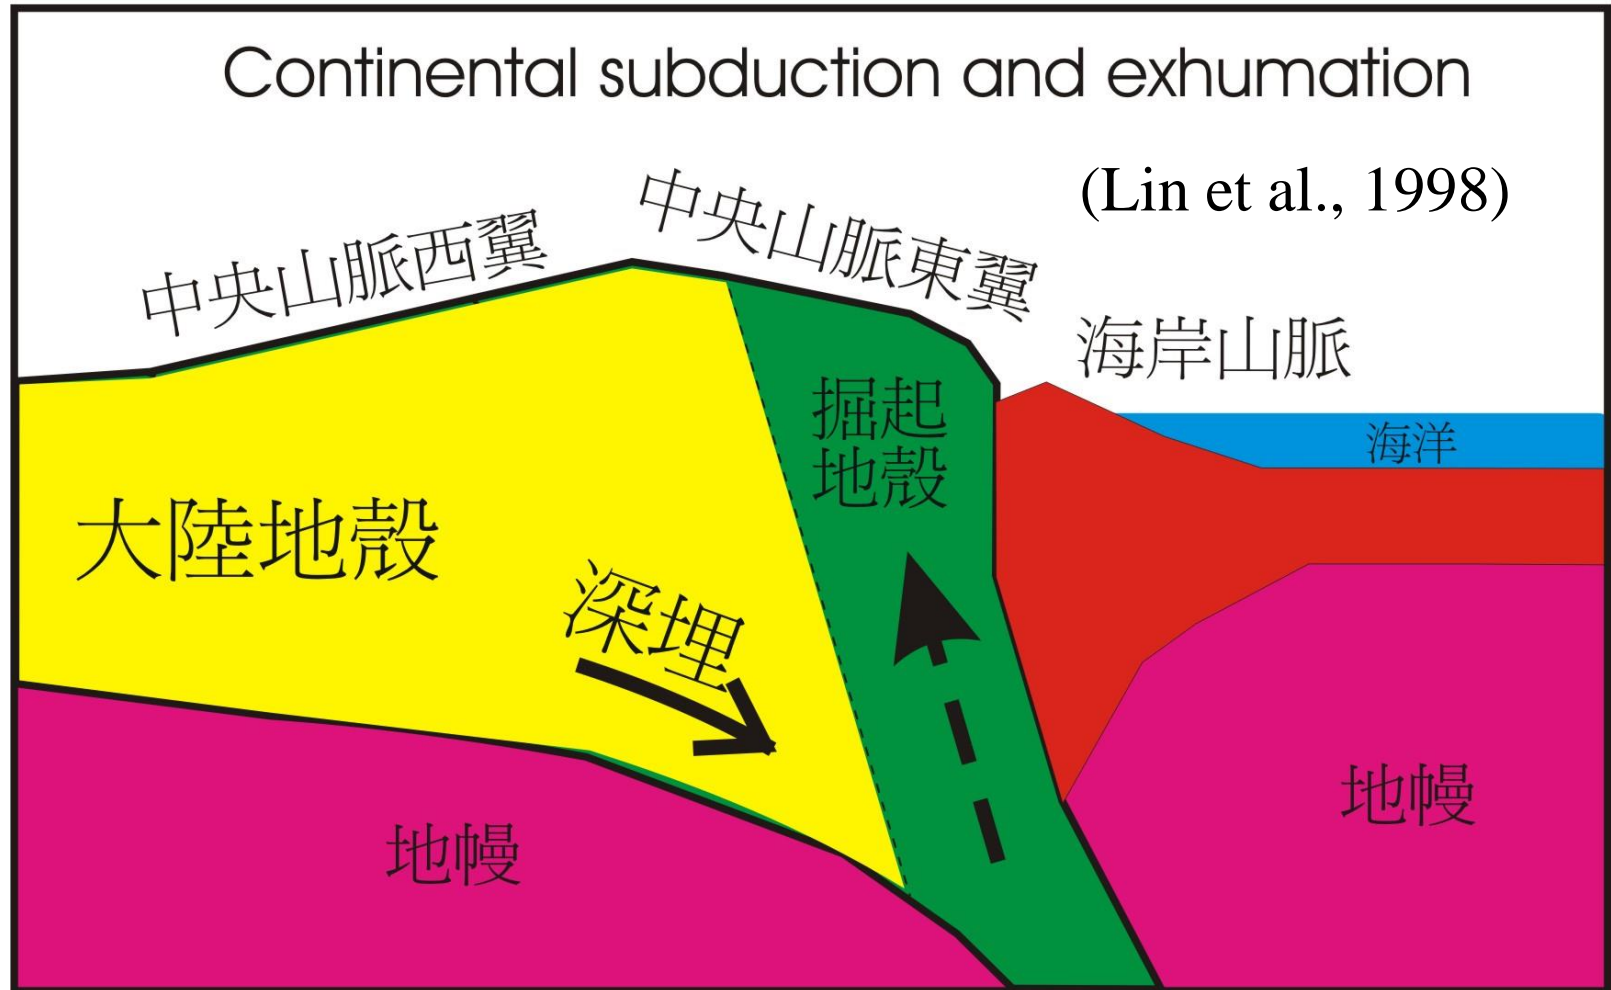 Continental subduction and exhumation
(Lin et al., 1998)
中央山脈西翼
中央山脈東翼
海岸山脈
掘起
地殼
海洋
大陸地殼
深埋
地幔
地幔